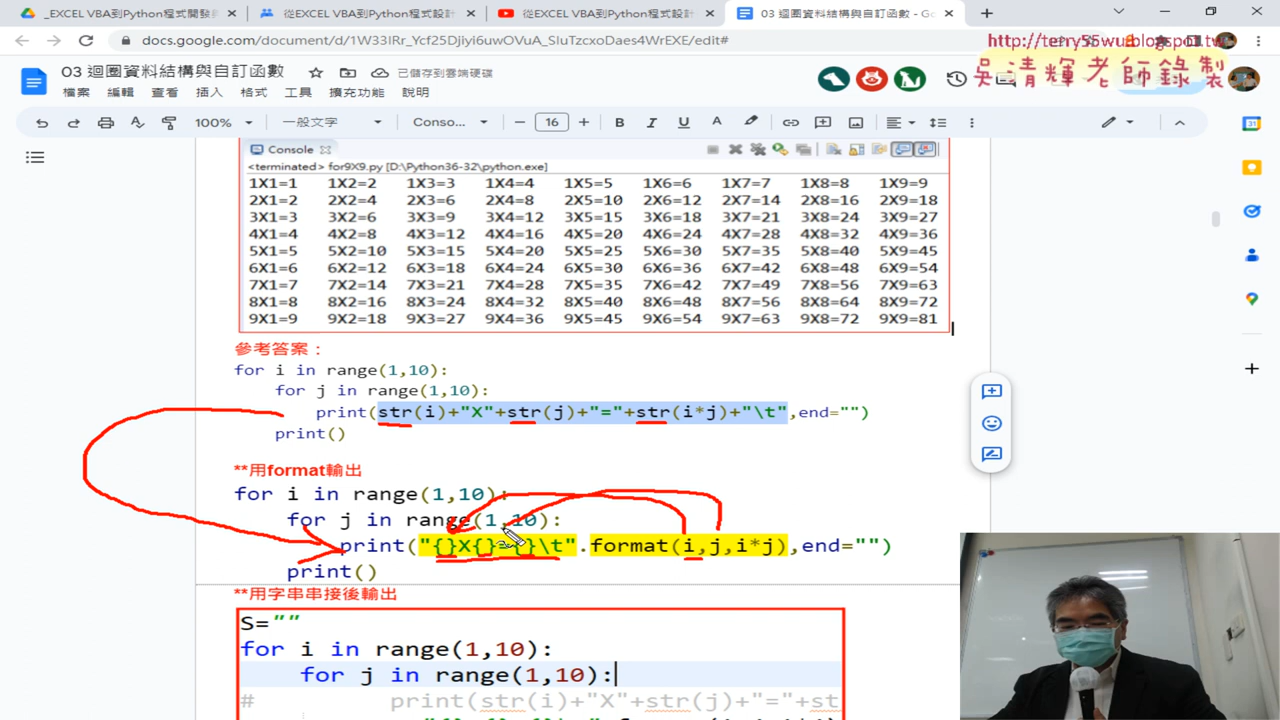 _EXCEL VBA到Python程式開發
從EXCEL VBA到Python程式設計
從EXCEL VBA到Python程式設計
03 迴圈資料結構與自訂函數 - Go
docs.google.com/document/d/1W33IRr_Ycf25Djiyi6uwOVuA_SIuTzcxoDaes4WrEXE/edit#
http://terry55wu.blogspot.tw
吳清輝老師錄製
03 迴圈資料結構與自訂函數
已儲存到雲端硬碟
檔案 編輯 查看 插入 格式 工具 擴充功能 說明
100% 一般文字 Conso... 16 B I U A
Console
<terminated> for9X9.py [D:\Python36-32\python.exe]
1X1=1 1X2=2 1X3=3 1X4=4 1X5=5 1X6=6 1X7=7 1X8=8 1X9=9
2X1=2 2X2=4 2X3=6 2X4=8 2X5=10 2X6=12 2X7=14 2X8=16 2X9=18
3X1=3 3X2=6 3X3=9 3X4=12 3X5=15 3X6=18 3X7=21 3X8=24 3X9=27
4X1=4 4X2=8 4X3=12 4X4=16 4X5=20 4X6=24 4X7=28 4X8=32 4X9=36
5X1=5 5X2=10 5X3=15 5X4=20 5X5=25 5X6=30 5X7=35 5X8=40 5X9=45
6X1=6 6X2=12 6X3=18 6X4=24 6X5=30 6X6=36 6X7=42 6X8=48 6X9=54
7X1=7 7X2=14 7X3=21 7X4=28 7X5=35 7X6=42 7X7=49 7X8=56 7X9=63
8X1=8 8X2=16 8X3=24 8X4=32 8X5=40 8X6=48 8X7=56 8X8=64 8X9=72
9X1=9 9X2=18 9X3=27 9X4=36 9X5=45 9X6=54 9X7=63 9X8=72 9X9=81
參考答案：
for i in range(1,10):
for j in range(1,10):
print(str(i)+"X"+str(j)+"="+str(i*j)+"\t",end="")
print()
**用format輸出
for i in range(1,10):
for j in range(1,10):
print("{}X{}={}\t".format(i,j,i*j),end="")
print()
**用字串串接後輸出
S=""
for i in range(1,10):
for j in range(1,10):
# print(str(i)+"X"+str(j)+"="+st